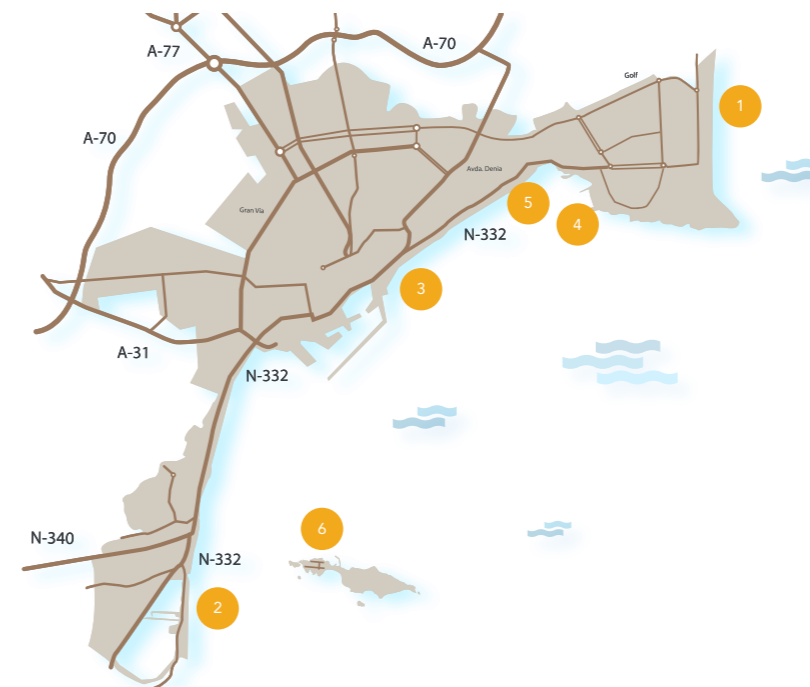 A-77
A-70
Golf
1
A-70
Avda. Denia
5
Gran Vía
4
N-332
3
A-31
N-332
6
N-340
N-332
2